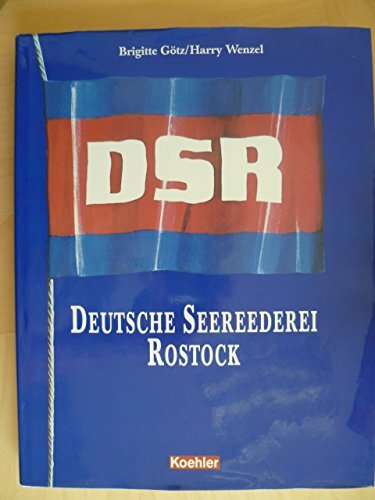 Brigitte Götz/Harry Wenzel
DSR
DEUTSCHE SEEREEDEREI
ROSTOCK
Koehler